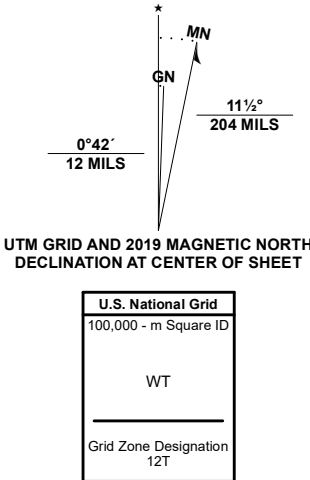 ★
MN
GN
11½°
204 MILS
0°42´
12 MILS
UTM GRID AND 2019 MAGNETIC NORTH
DECLINATION AT CENTER OF SHEET
U.S. National Grid
100,000 - m Square ID
WT
Grid Zone Designation
12T